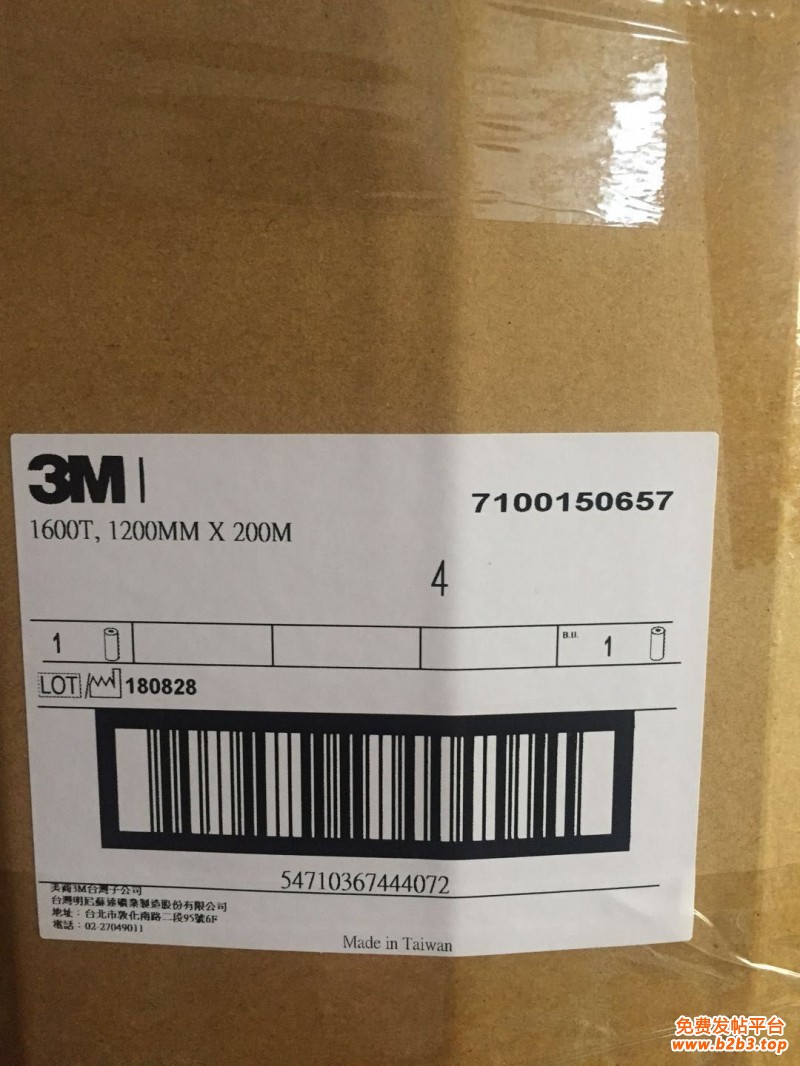 3M
7100150657
1600T, 1200MM X 200M
4
1
B.U.
1
LOT
180828
54710367444072
美商3M台灣子公司
台灣明尼蘇達礦業製造股份有限公司
地址：台北市敦化南路二段95號6F
電話：02-27049011
Made in Taiwan
免费发帖平台
www.b2b3.top